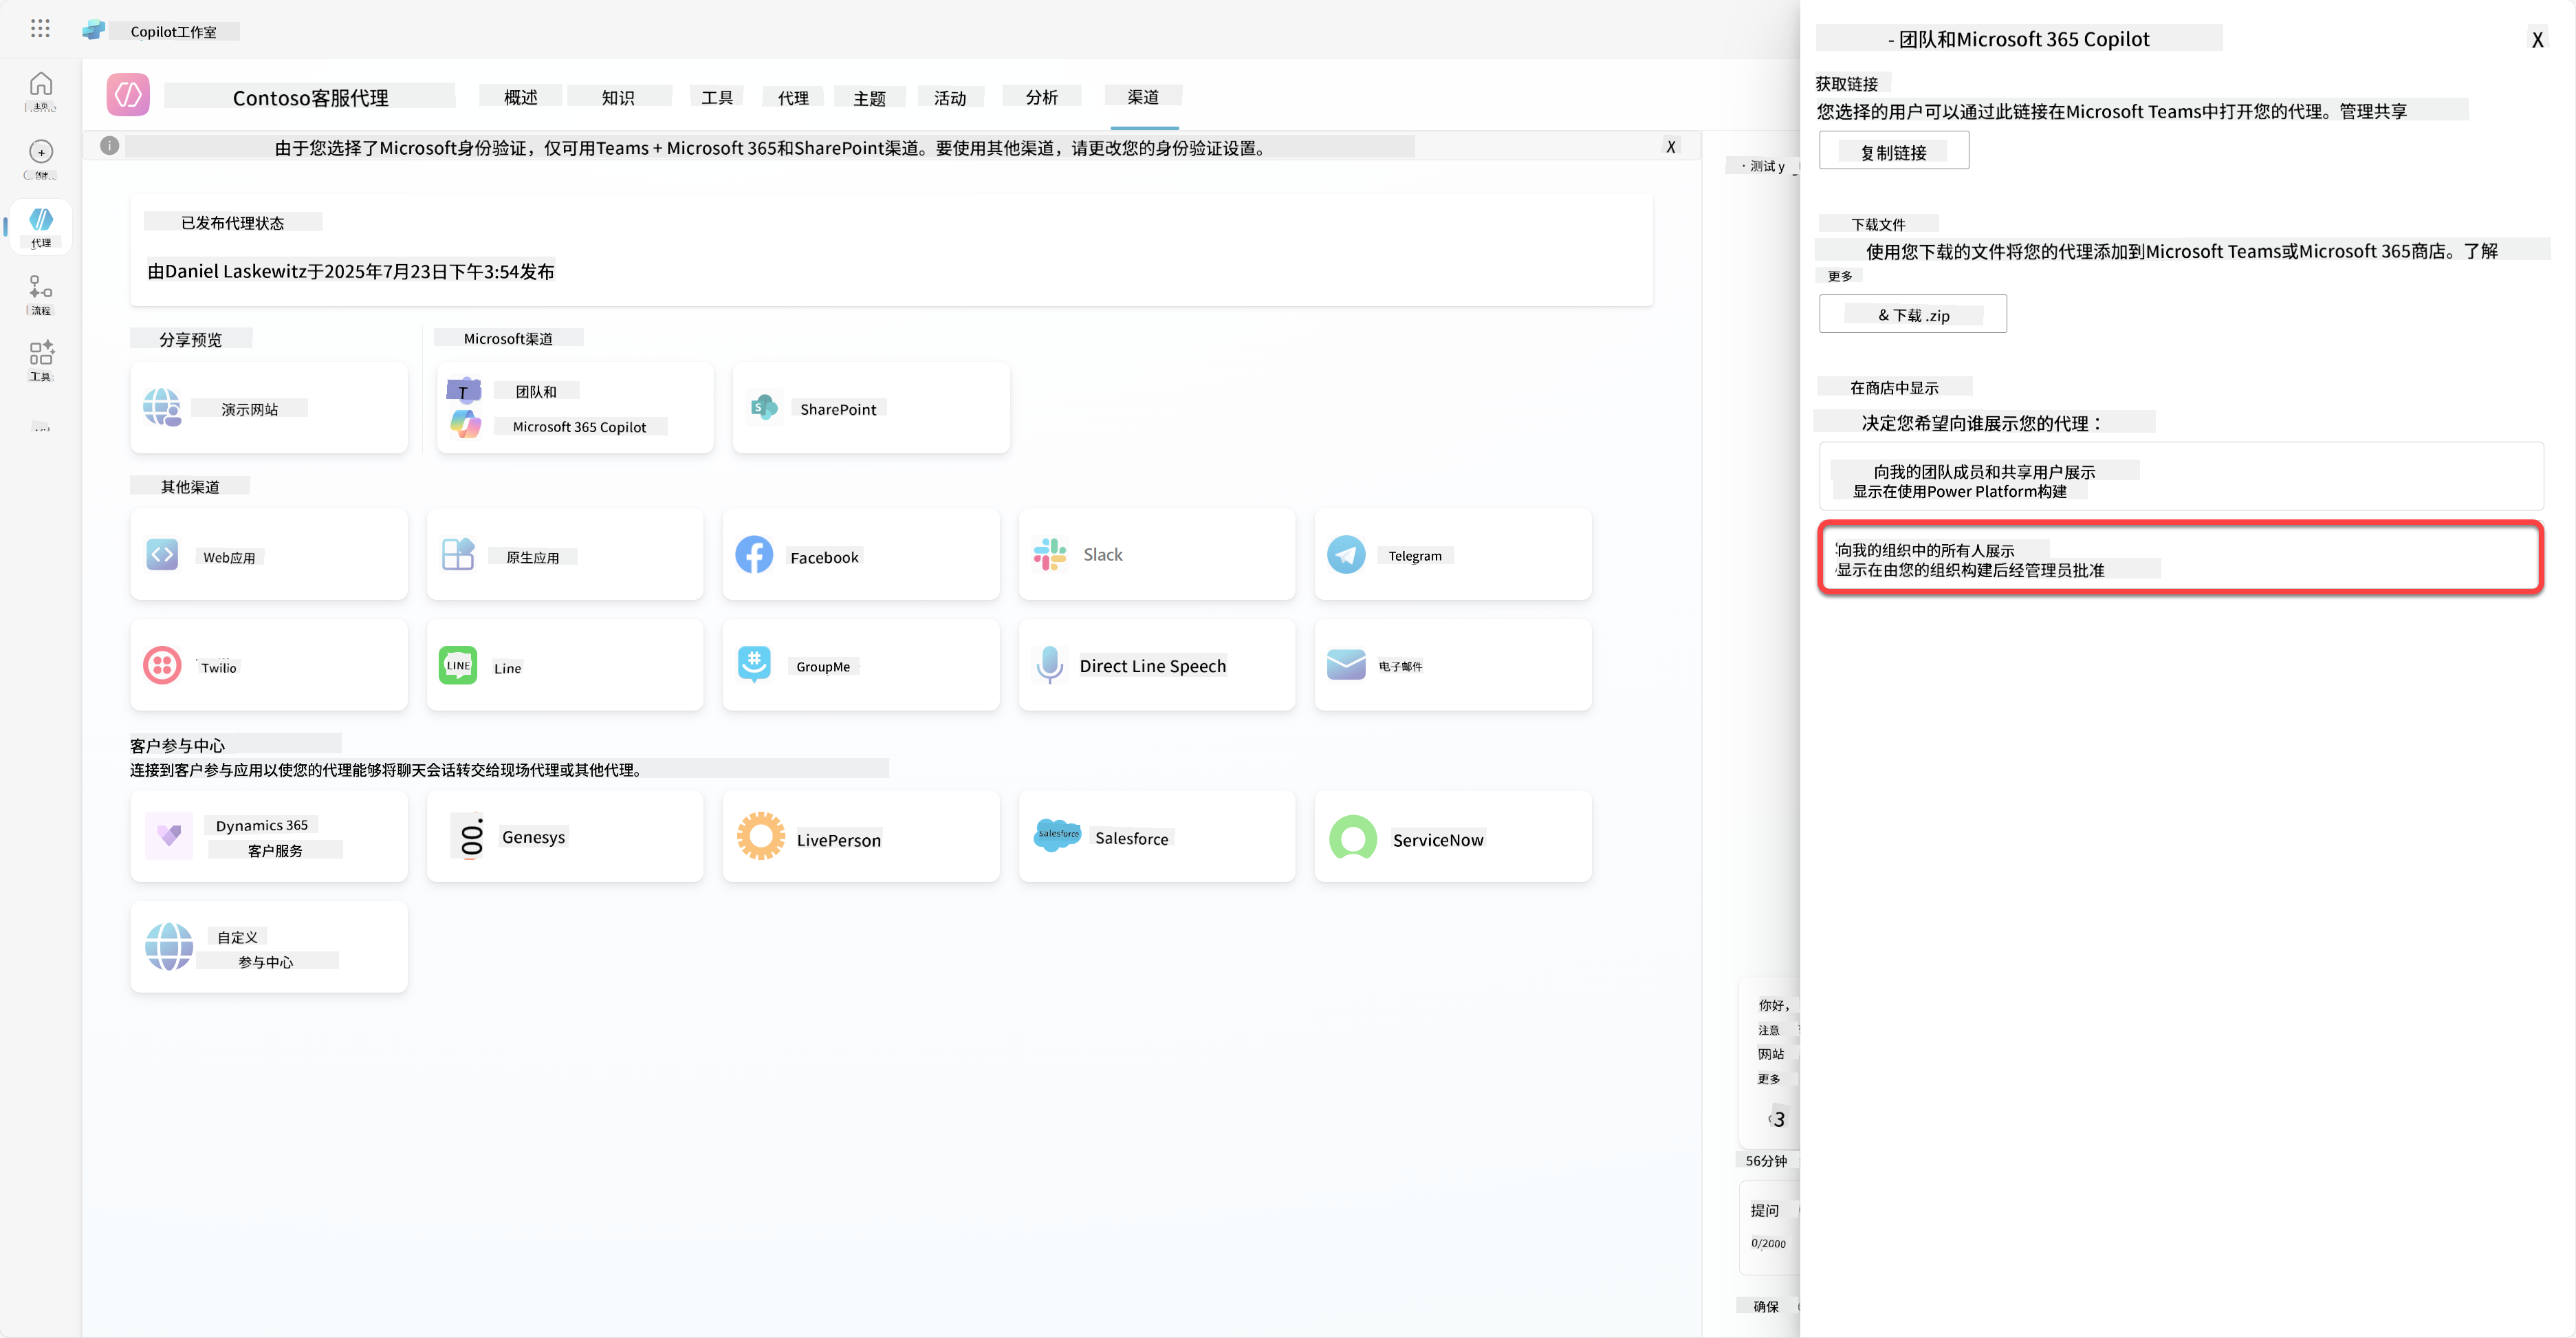 Copilot工作室
主页
创建
代理
流程
工具
Contoso客服代理
概述
知识
工具
代理
主题
活动
分析
渠道
由于您选择了Microsoft身份验证，仅可用Teams + Microsoft 365和SharePoint渠道。要使用其他渠道，请更改您的身份验证设置。
X
已发布代理状态
由Daniel Laskewitz于2025年7月23日下午3:54发布
分享预览
Microsoft渠道
演示网站
T
团队和
Microsoft 365 Copilot
S
SharePoint
其他渠道
Web应用
原生应用
Facebook
Slack
Telegram
Twilio
LINE
Line
GroupMe
Direct Line Speech
电子邮件
客户参与中心
连接到客户参与应用以使您的代理能够将聊天会话转交给现场代理或其他代理。
Dynamics 365
客户服务
Genesys
LivePerson
salesforce
Salesforce
ServiceNow
自定义
参与中心
· 测试 y
你好，
注意
网站
更多
3
56分钟
提问
0/2000
确保
- 团队和Microsoft 365 Copilot
X
获取链接
您选择的用户可以通过此链接在Microsoft Teams中打开您的代理。管理共享
复制链接
下载文件
使用您下载的文件将您的代理添加到Microsoft Teams或Microsoft 365商店。了解
更多
& 下载 .zip
在商店中显示
决定您希望向谁展示您的代理：
向我的团队成员和共享用户展示
显示在使用Power Platform构建
向我的组织中的所有人展示
显示在由您的组织构建后经管理员批准